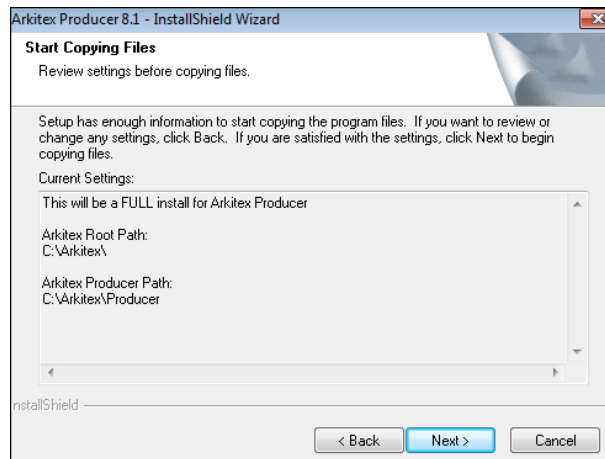 Arkitex Producer 8.1 - InstallShield Wizard
Start Copying Files
Review settings before copying files.
Setup has enough information to start copying the program files.  If you want to review or
change any settings, click Back.  If you are satisfied with the settings, click Next to begin
copying files.
Current Settings:
This will be a FULL install for Arkitex Producer
Arkitex Root Path:
C:\Arkitex\
Arkitex Producer Path:
C:\Arkitex\Producer
nstallShield
< Back
Next >
Cancel